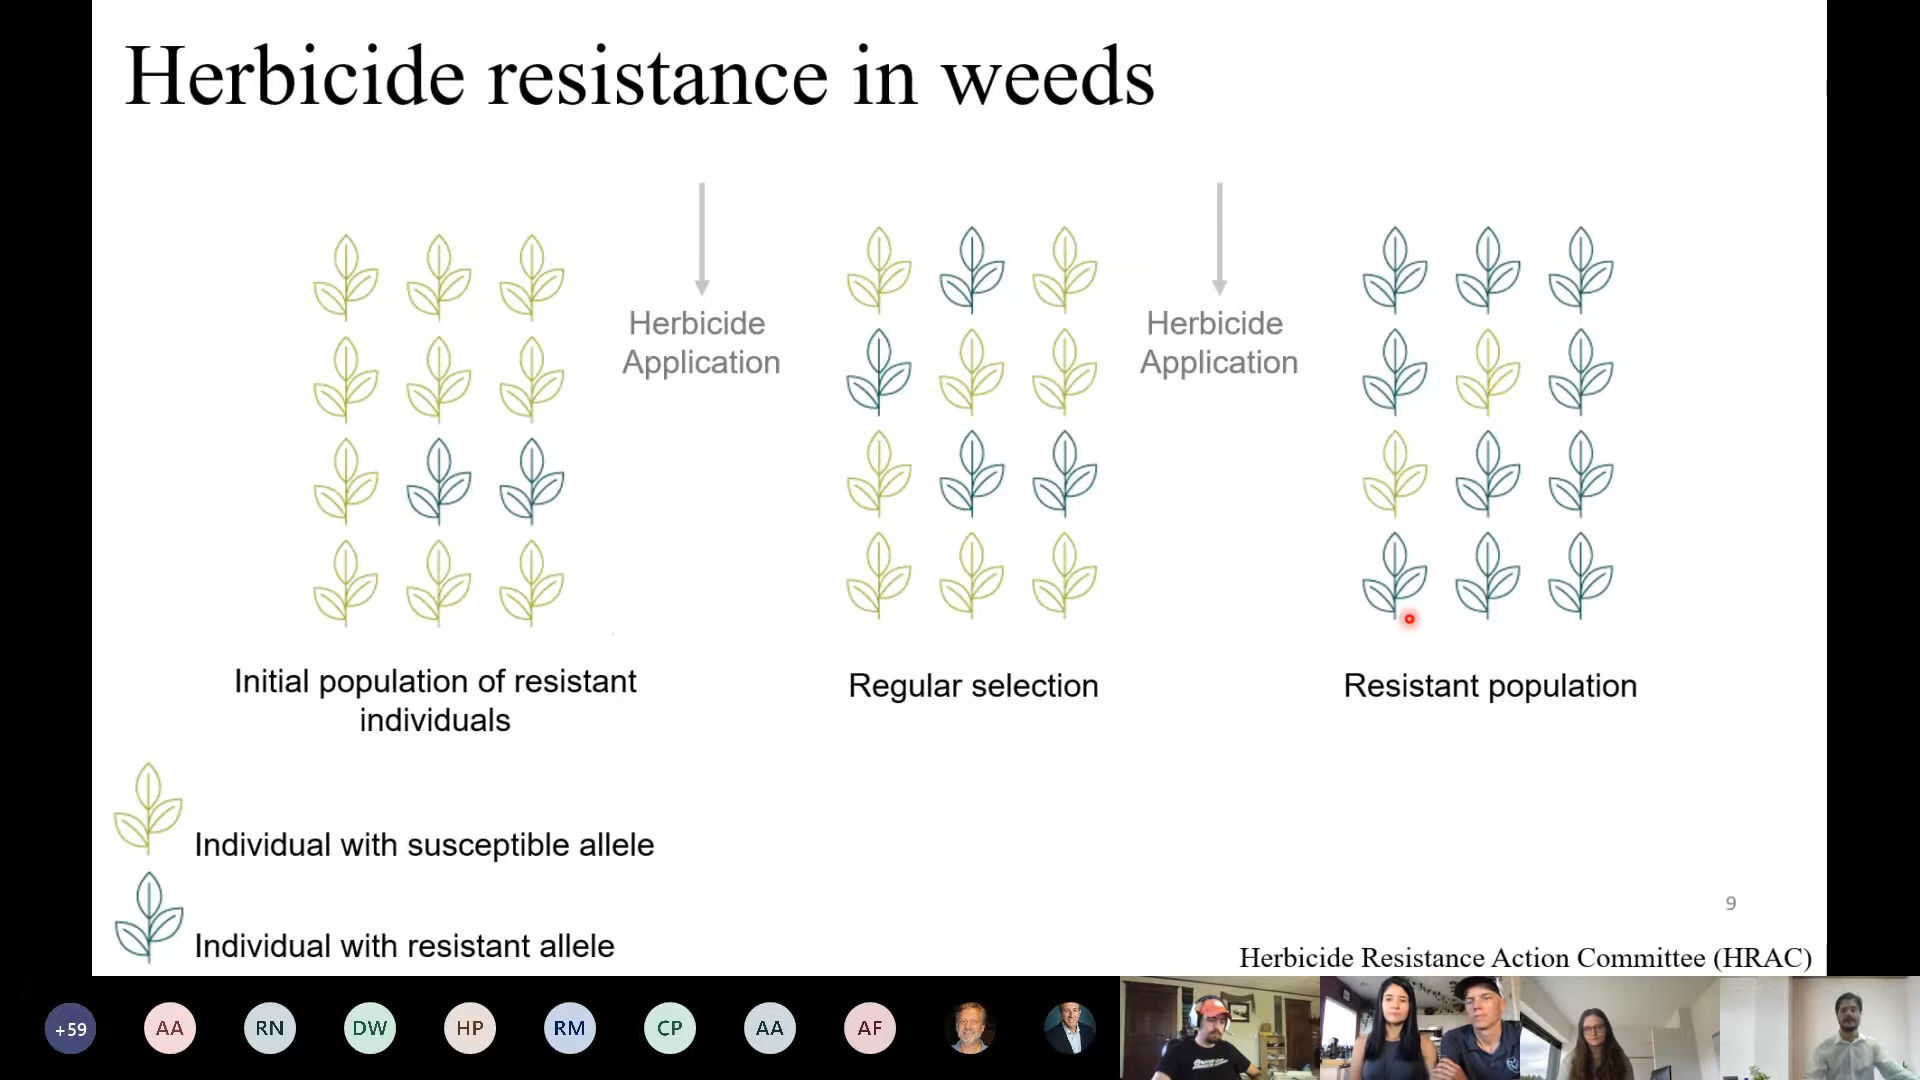 Herbicide resistance in weeds
Herbicide
Application
Herbicide
Application
Initial population of resistant
individuals
Regular selection
Resistant population
Individual with susceptible allele
Individual with resistant allele
9
Herbicide Resistance Action Committee (HRAC)
+59
AA
RN
DW
HP
RM
CP
AA
AF